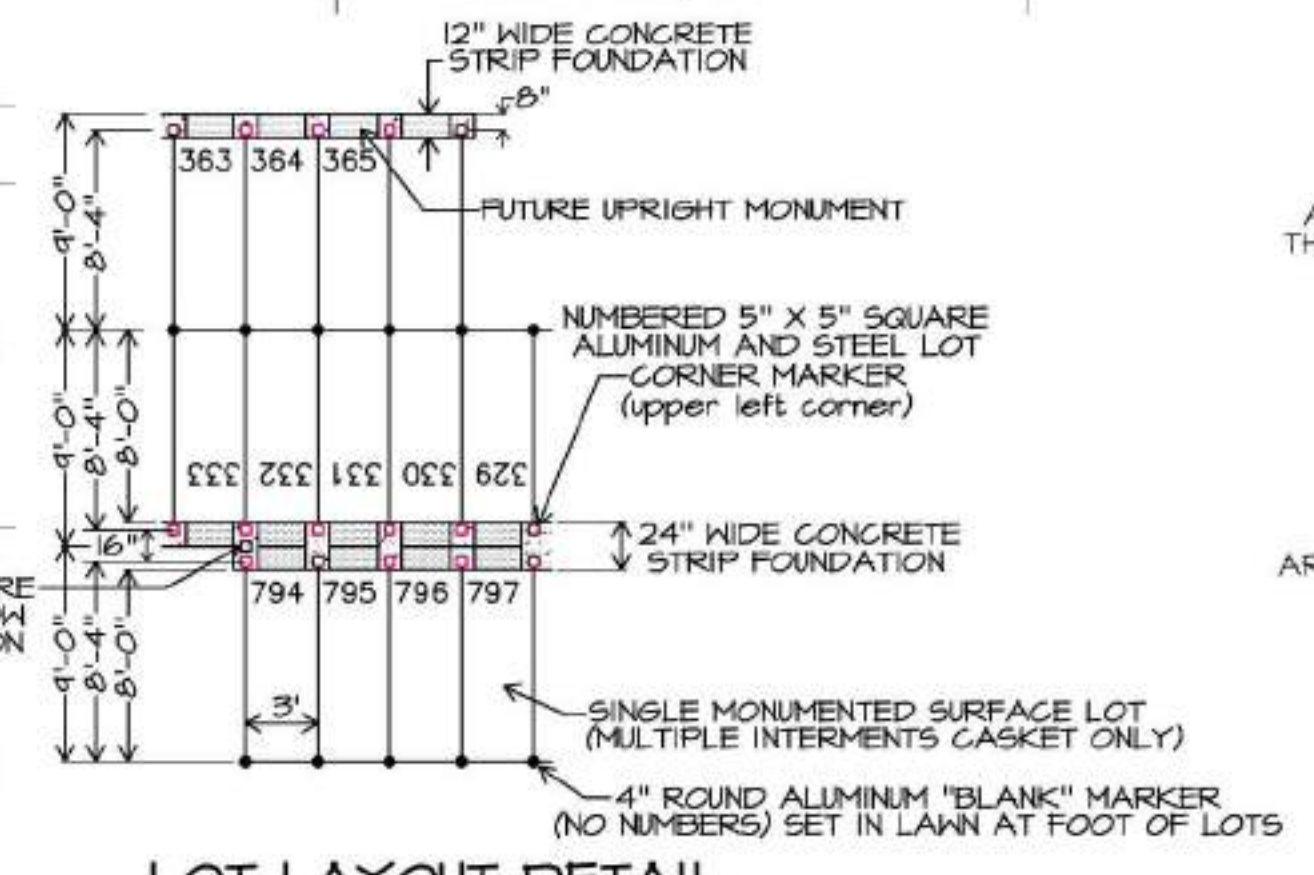 12" WIDE CONCRETE
STRIP FOUNDATION
8"
363 364 365
FUTURE UPRIGHT MONUMENT
9'-0"
8'-4"
NUMBERED 5" X 5" SQUARE
ALUMINUM AND STEEL LOT
CORNER MARKER
(upper left corner)
9'-0"
8'-4"
8'-0"
333 332 331 330 329
16"
24" WIDE CONCRETE
STRIP FOUNDATION
794 795 796 797
9'-0"
8'-4"
8'-0"
3'
SINGLE MONUMENTED SURFACE LOT
(MULTIPLE INTERMENTS CASKET ONLY)
4" ROUND ALUMINUM "BLANK" MARKER
(NO NUMBERS) SET IN LAWN AT FOOT OF LOTS
LOT LAYOUT DETAIL